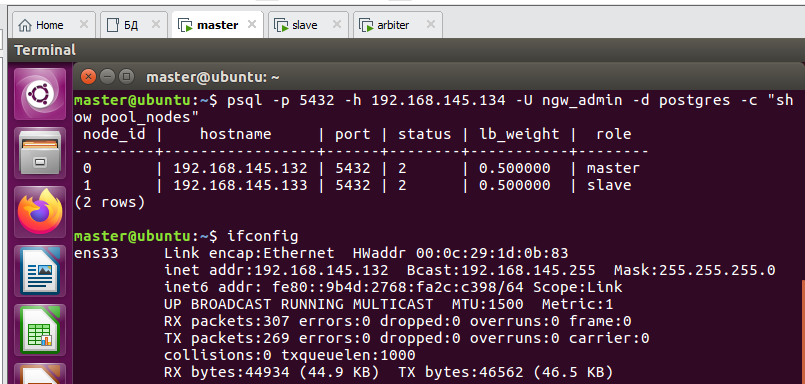 Home БД master slave arbiter
Terminal
master@ubuntu: ~
master@ubuntu:~$ psql -p 5432 -h 192.168.145.134 -U ngw_admin -d postgres -c "sh
ow pool_nodes"
 node_id |    hostname     | port | status | lb_weight |  role
---------+-----------------+------+--------+-----------+--------
 0       | 192.168.145.132 | 5432 | 2      | 0.500000  | master
 1       | 192.168.145.133 | 5432 | 2      | 0.500000  | slave
(2 rows)
master@ubuntu:~$ ifconfig
ens33     Link encap:Ethernet  HWaddr 00:0c:29:1d:0b:83
          inet addr:192.168.145.132  Bcast:192.168.145.255  Mask:255.255.255.0
          inet6 addr: fe80::9b4d:2768:fa2c:c398/64 Scope:Link
          UP BROADCAST RUNNING MULTICAST  MTU:1500  Metric:1
          RX packets:307 errors:0 dropped:0 overruns:0 frame:0
          TX packets:269 errors:0 dropped:0 overruns:0 carrier:0
          collisions:0 txqueuelen:1000
          RX bytes:44934 (44.9 KB)  TX bytes:46562 (46.5 KB)